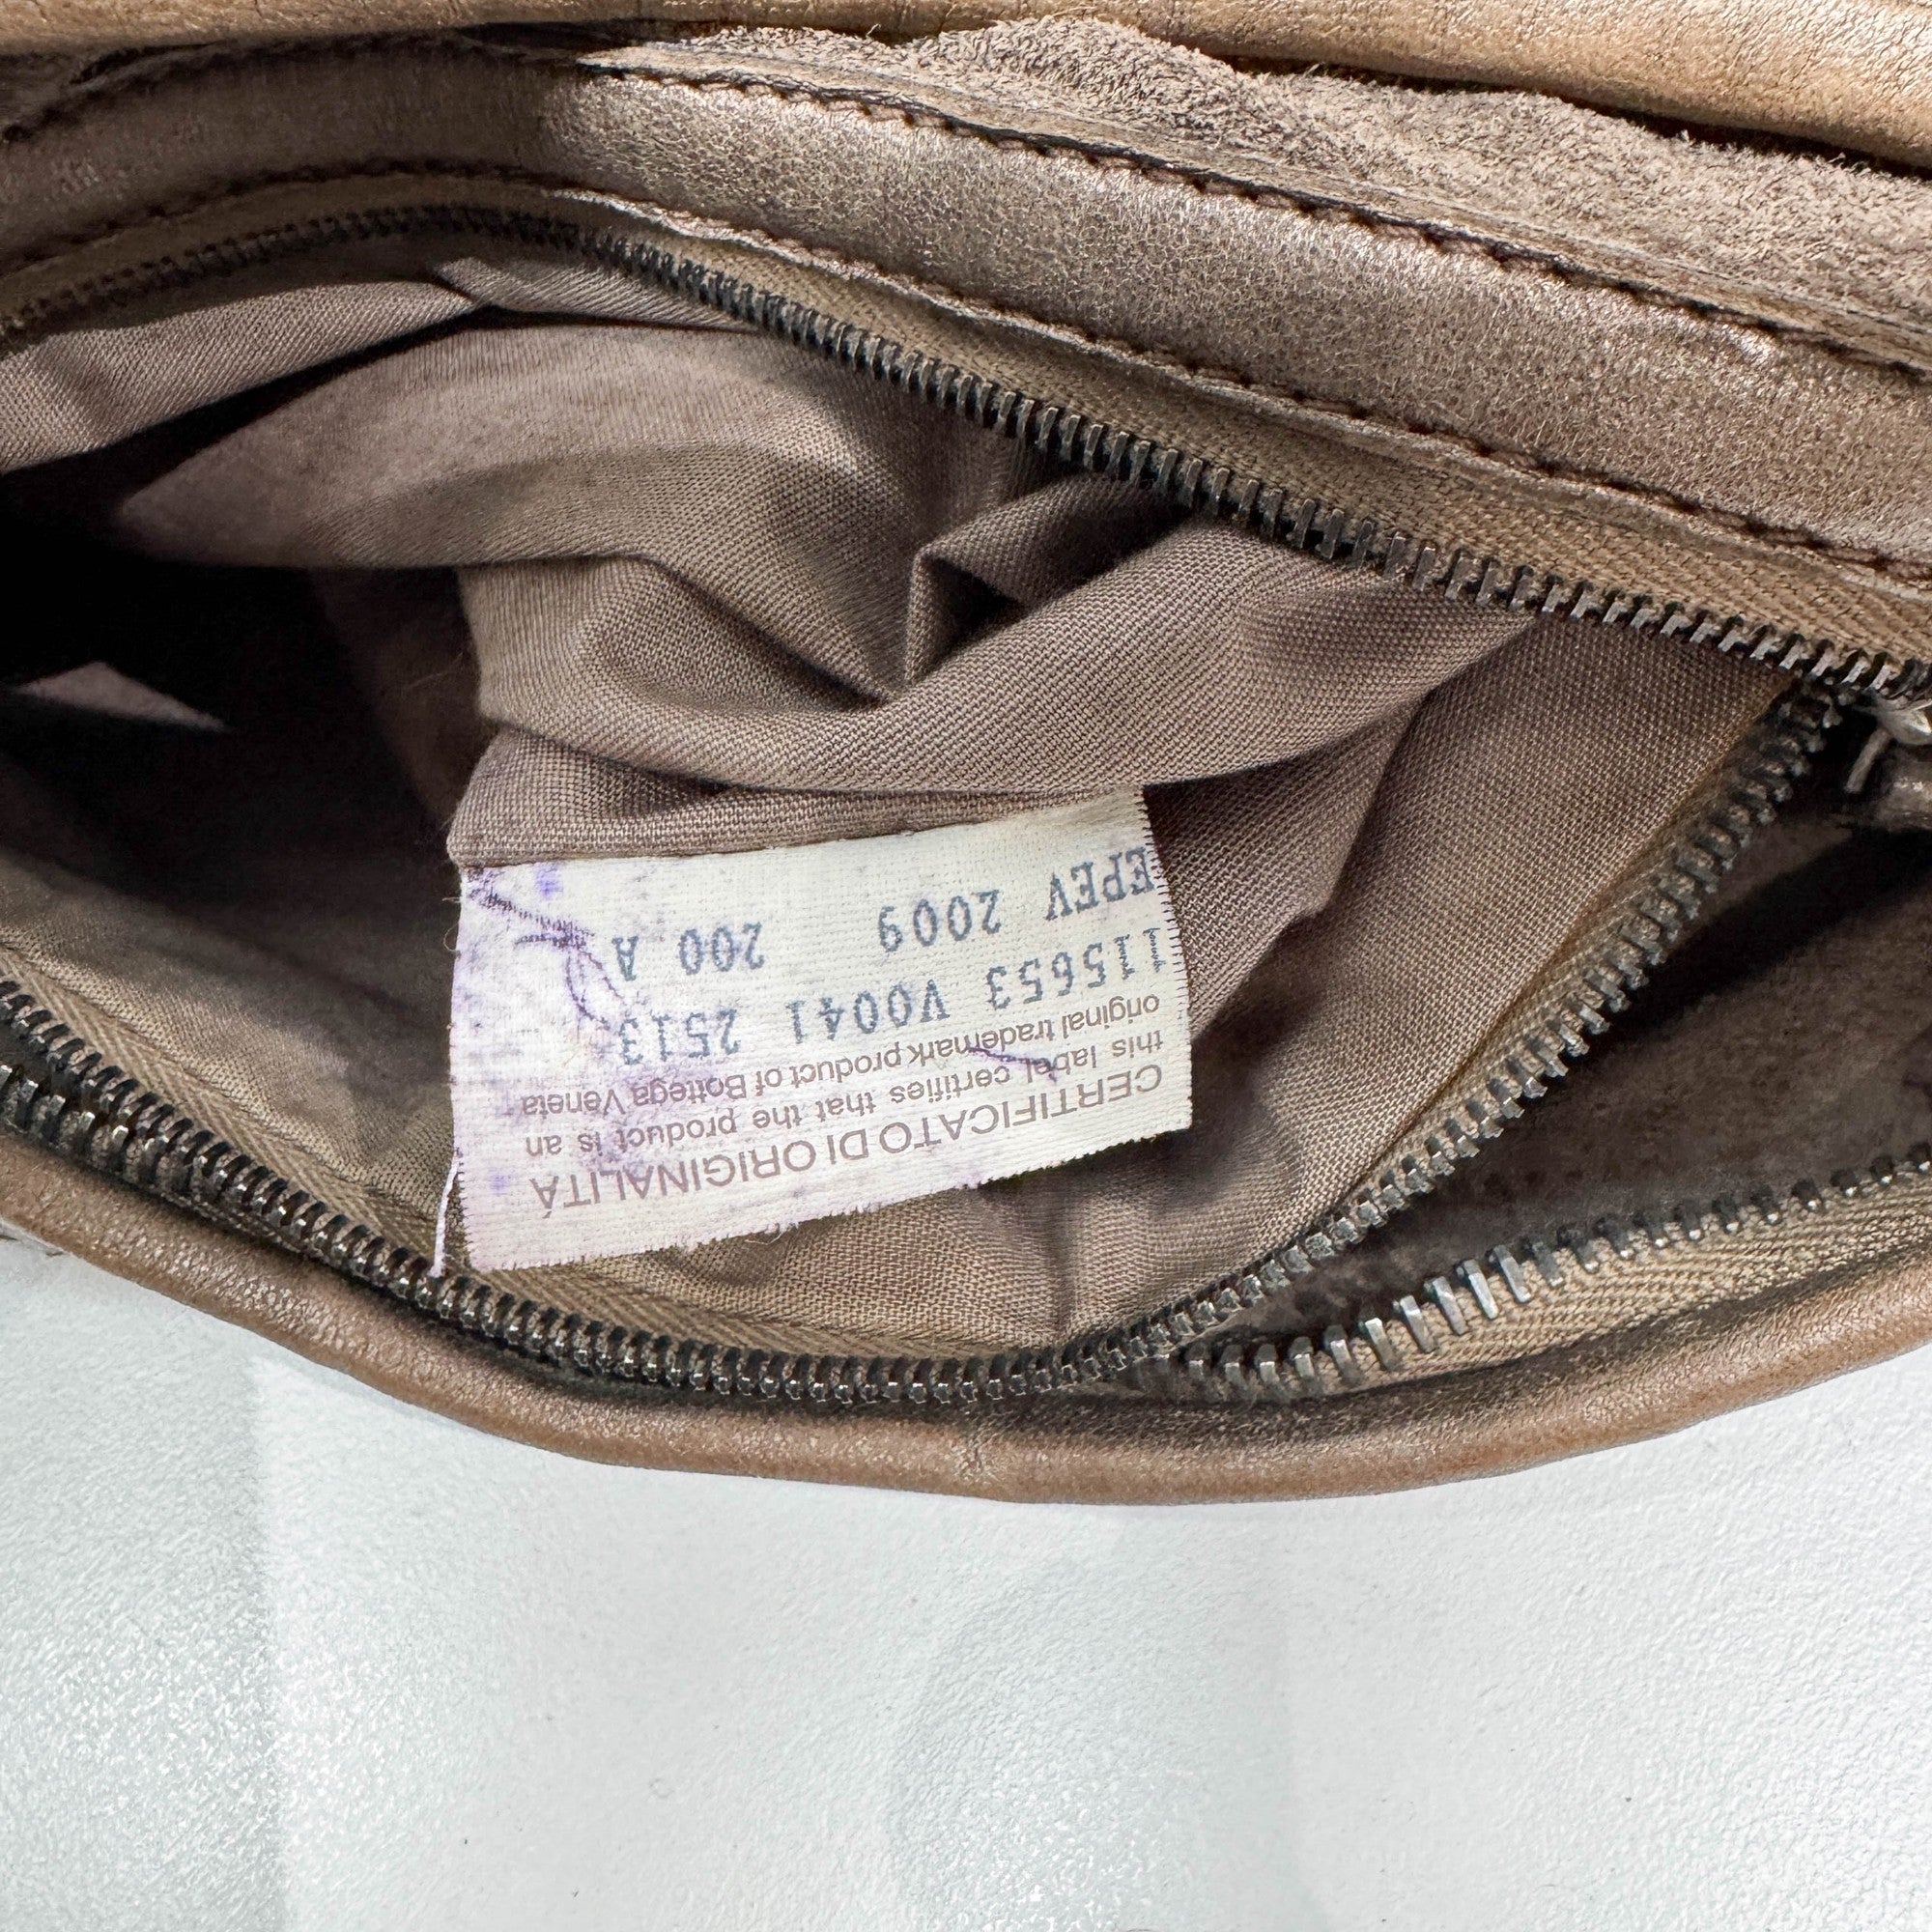 CERTIFICATO DI ORIGINALITÁ
this label certifies that the product is an
original trademark product of Bottega Veneta
115653 V0041 2513
EPEV 2009 200 A